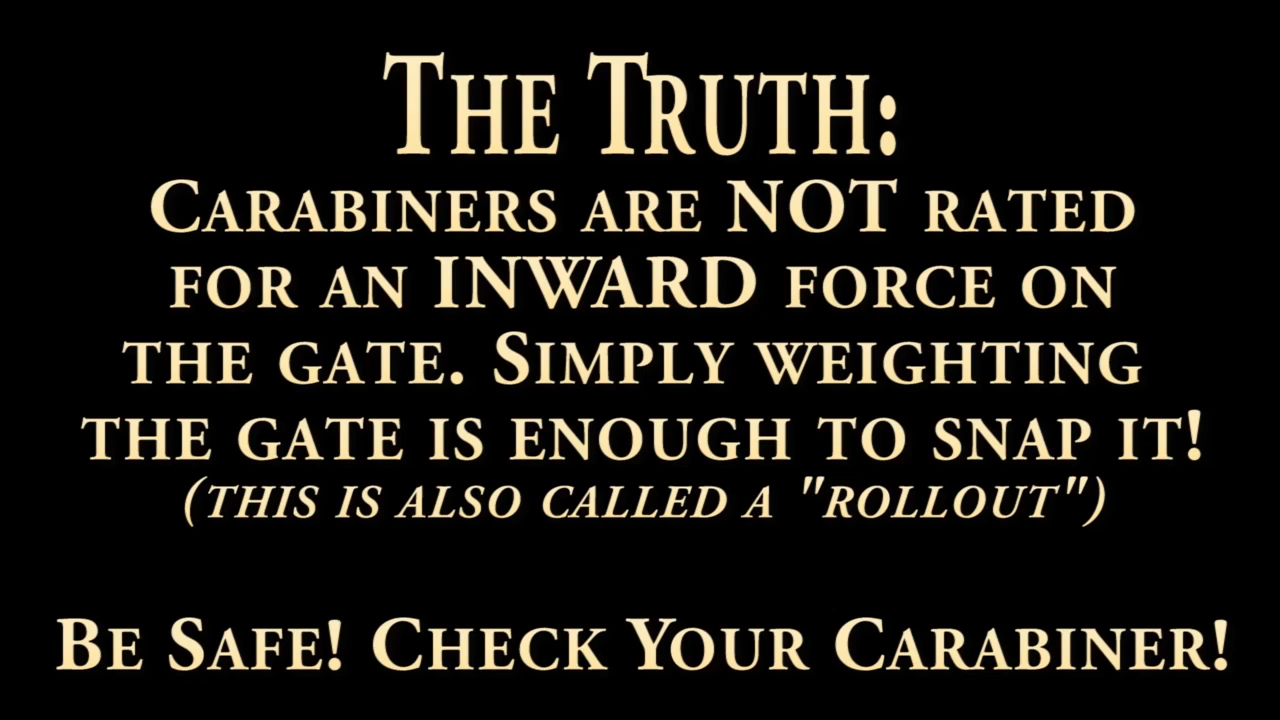 The Truth:
Carabiners are NOT rated
for an INWARD force on
the gate. Simply weighting
the gate is enough to snap it!
(this is also called a "rollout")
Be Safe! Check Your Carabiner!